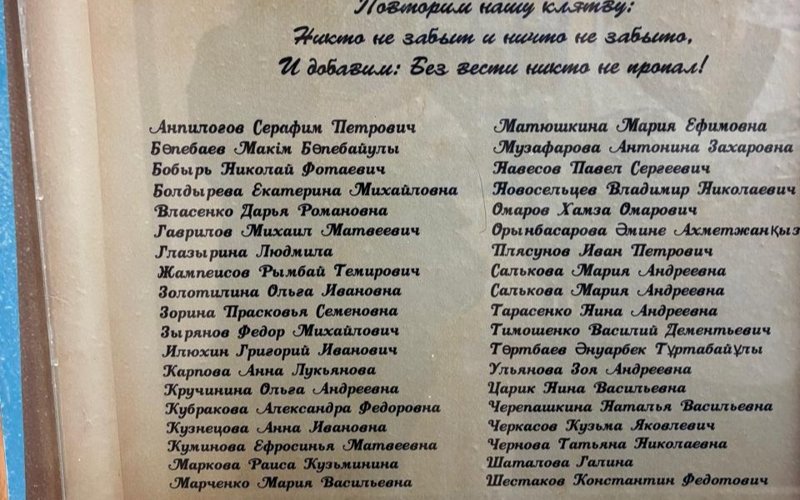 Повторим нашу клятву:
Никто не забыт и ничто не забыто,
И добавим: Без вести никто не пропал!
Анпилогов Серафим Петрович
Бөпебаев Макім Бөпебайулы
Бобырь Николай Фотаевич
Болдырева Екатерина Михайловна
Власенко Дарья Романовна
Гаврилов Михаил Матвеевич
Глазырина Людмила
Жампеисов Рымбай Темирович
Золотилина Ольга Ивановна
Зорина Прасковья Семеновна
Зырянов Федор Михайлович
Илюхин Григорий Иванович
Карпова Анна Лукьянова
Кручинина Ольга Андреевна
Кубракова Александра Федоровна
Кузнецова Анна Ивановна
Куминова Ефросинья Матвеевна
Маркова Раиса Кузьминина
Марченко Мария Васильевна
Матюшкина Мария Ефимовна
Музафарова Антонина Захаровна
Навесов Павел Сергеевич
Новосельцев Владимир Николаевич
Омаров Хамза Омарович
Орынбасарова Әмине Ахметжанқыз
Плясунов Иван Петрович
Салькова Мария Андреевна
Салькова Мария Андреевна
Тарасенко Нина Андреевна
Тимошенко Василий Дементьевич
Төртбаев Әнуарбек Тұртабайұлы
Ульянова Зоя Андреевна
Царик Нина Васильевна
Черепашкина Наталья Васильевна
Черкасов Кузьма Яковлевич
Чернова Татьяна Николаевна
Шаталова Галина
Шестаков Константин Федотович